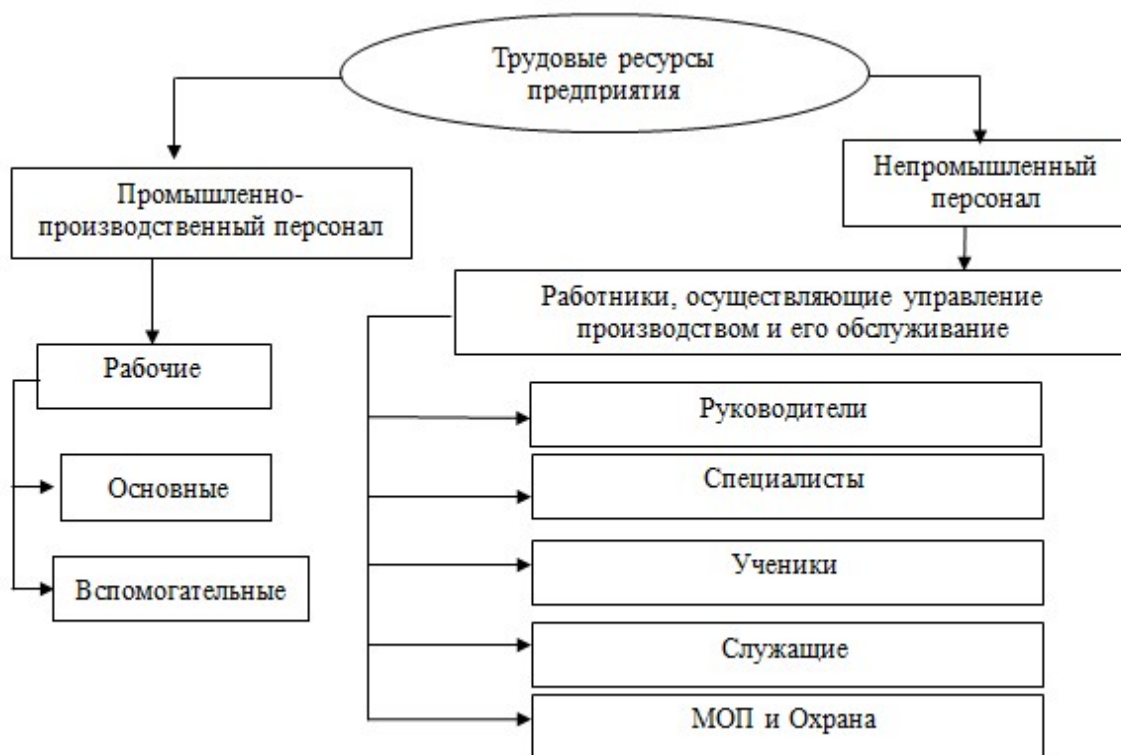 Трудовые ресурсы
предприятия
Промышленно-
производственный персонал
Непромышленный
персонал
Работники, осуществляющие управление
производством и его обслуживание
Рабочие
Основные
Вспомогательные
Руководители
Специалисты
Ученики
Служащие
МОП и Охрана